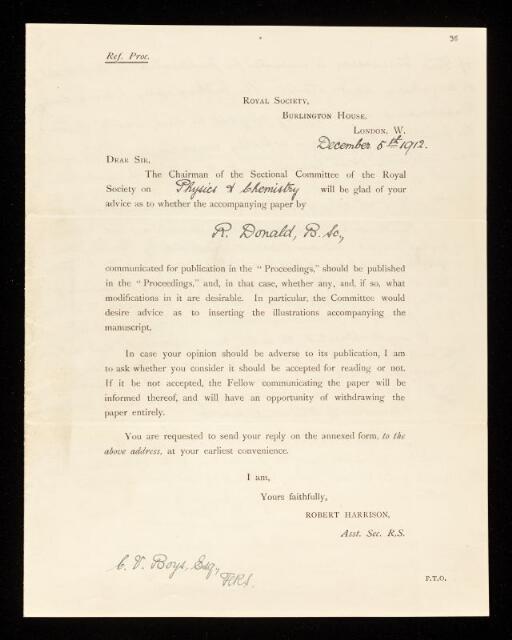 36
Ref. Proc.
ROYAL SOCIETY,
BURLINGTON HOUSE,
LONDON, W.
December 5th 1912.
DEAR SIR,
The Chairman of the Sectional Committee of the Royal
Society on Physics & Chemistry will be glad of your
advice as to whether the accompanying paper by
R. Donald, B.Sc.,
communicated for publication in the "Proceedings," should be published
in the "Proceedings," and, in that case, whether any, and, if so, what
modifications in it are desirable. In particular, the Committee would
desire advice as to inserting the illustrations accompanying the
manuscript.
In case your opinion should be adverse to its publication, I am
to ask whether you consider it should be accepted for reading or not.
If it be not accepted, the Fellow communicating the paper will be
informed thereof, and will have an opportunity of withdrawing the
paper entirely.
You are requested to send your reply on the annexed form, to the
above address, at your earliest convenience.
I am,
Yours faithfully,
ROBERT HARRISON,
Asst. Sec. R.S.
C. V. Boys, Esq.,
F.R.S.
P.T.O.